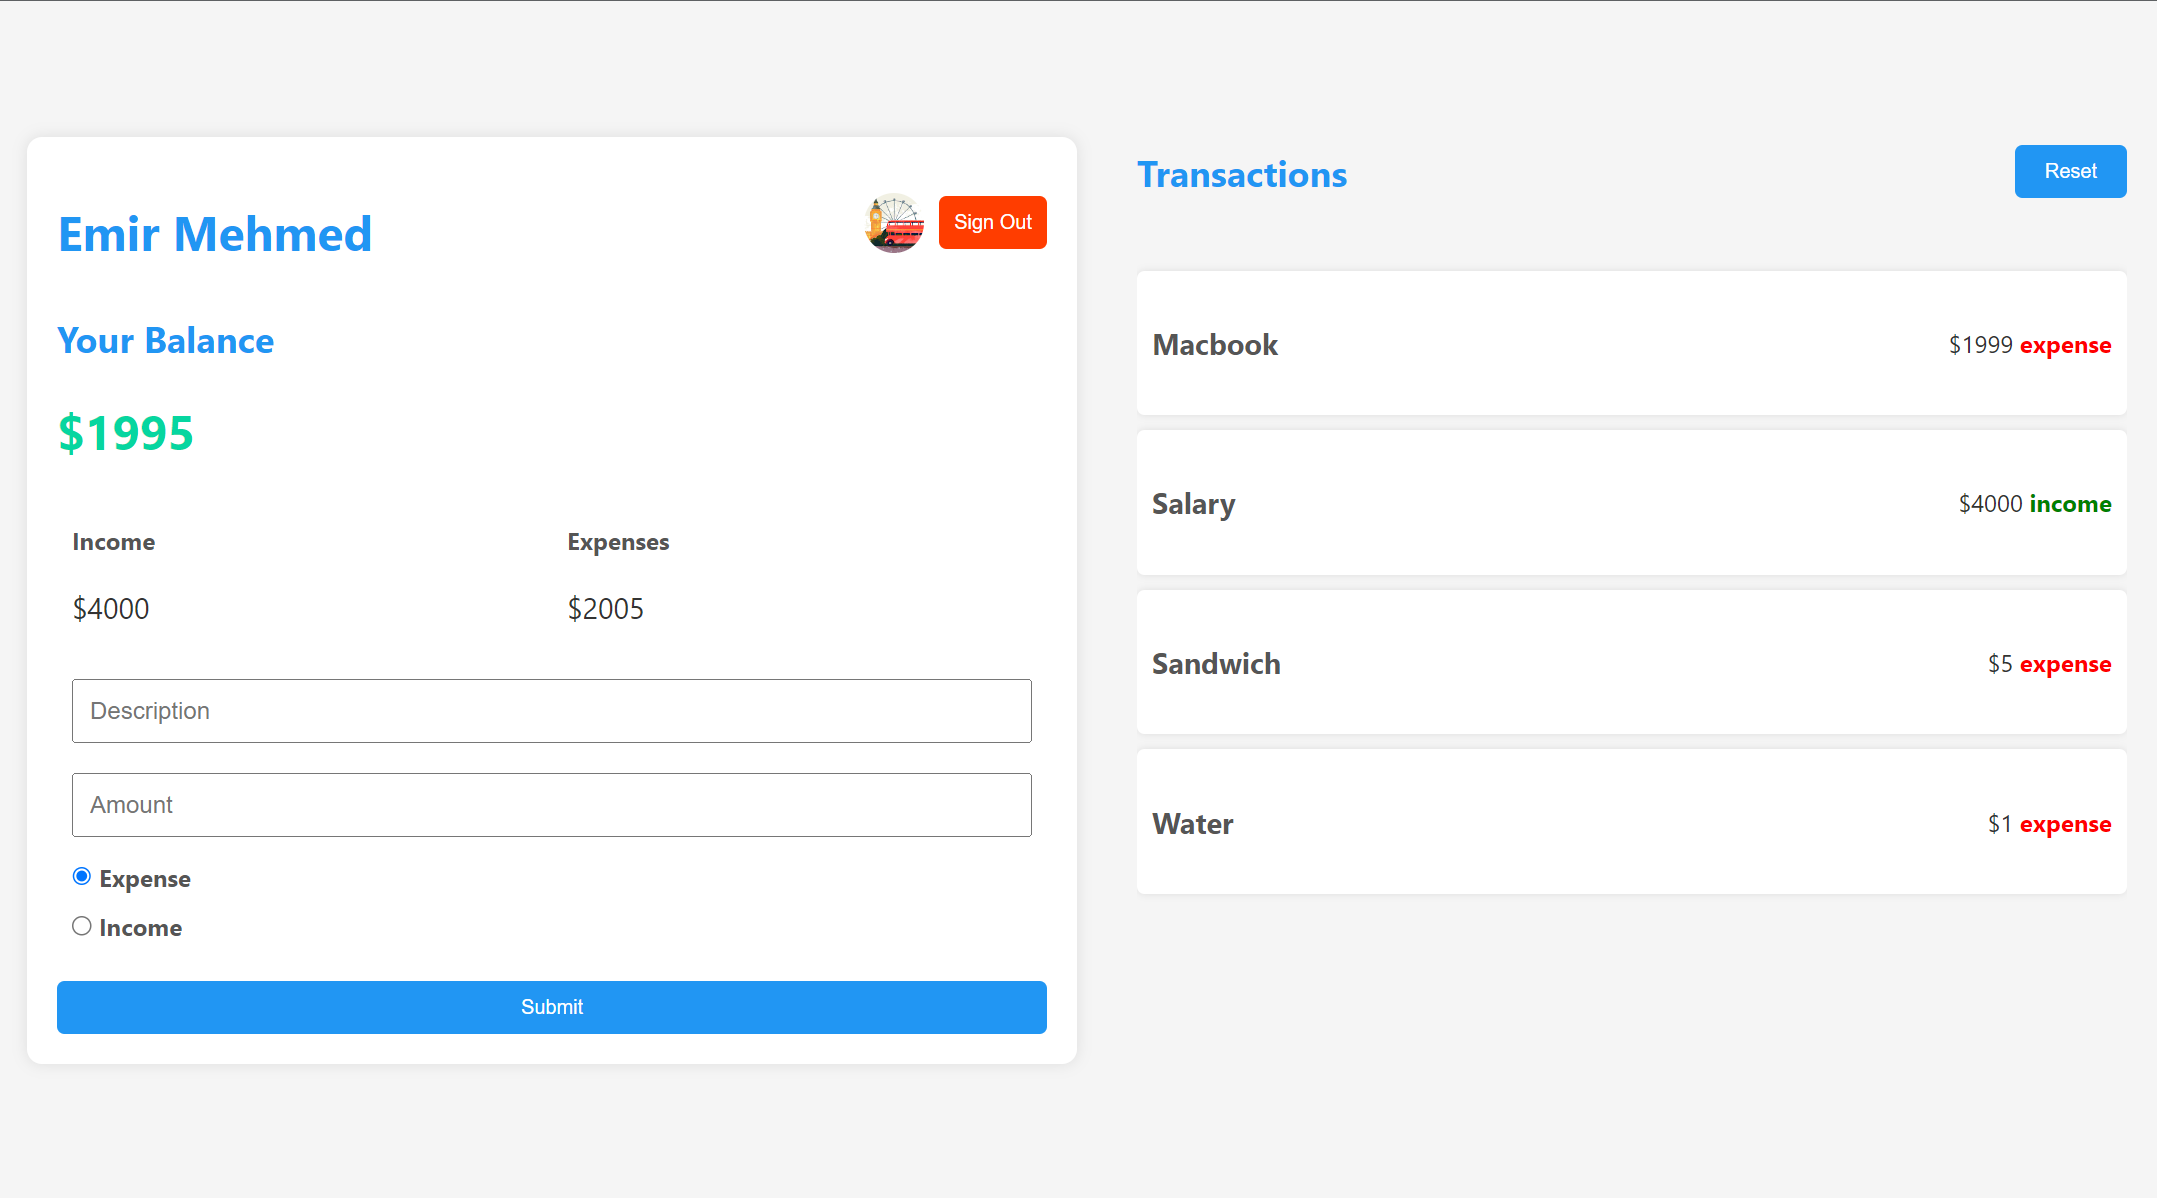 Emir Mehmed
Sign Out
Your Balance
$1995
Income
Expenses
$4000
$2005
Description
Amount
Expense
Income
Submit
Transactions
Reset
Macbook
$1999 expense
Salary
$4000 income
Sandwich
$5 expense
Water
$1 expense